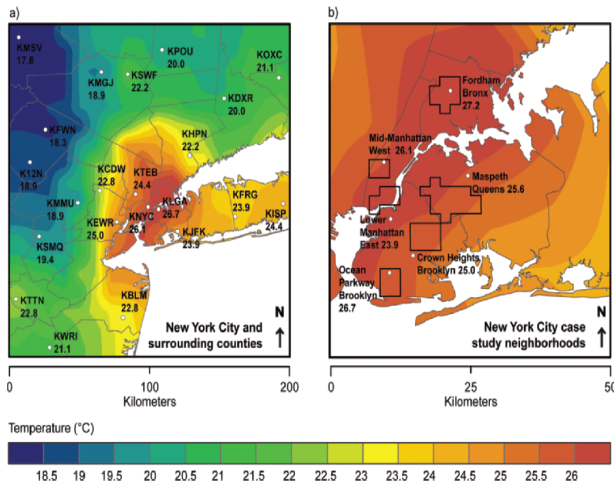 a)
b)
KMSV
17.8
KPOU
20.0
KOXC
21.1
KMGJ
18.9
KSWF
22.2
KDXR
20.0
KFWN
18.3
KHPN
22.2
K12N
18.9
KCDW
22.8
KTEB
24.4
KMMU
18.9
KLGA
26.7
KFRG
23.9
KNYC
26.1
KISP
24.4
KEWR
25.0
KJFK
23.9
KSMQ
19.4
KTTN
22.8
KBLM
22.8
KWRI
21.1
New York City and
surrounding counties
N
Fordham
Bronx
27.2
Mid-Manhattan
West 26.1
Maspeth
Queens 25.6
Lower
Manhattan
East 23.9
Crown Heights
Brooklyn 25.0
Ocean
Parkway
Brooklyn
26.7
New York City case
study neighborhoods
N
0 100 200
Kilometers
0 25 50
Kilometers
Temperature (°C)
18.5 19 19.5 20 20.5 21 21.5 22 22.5 23 23.5 24 24.5 25 25.5 26